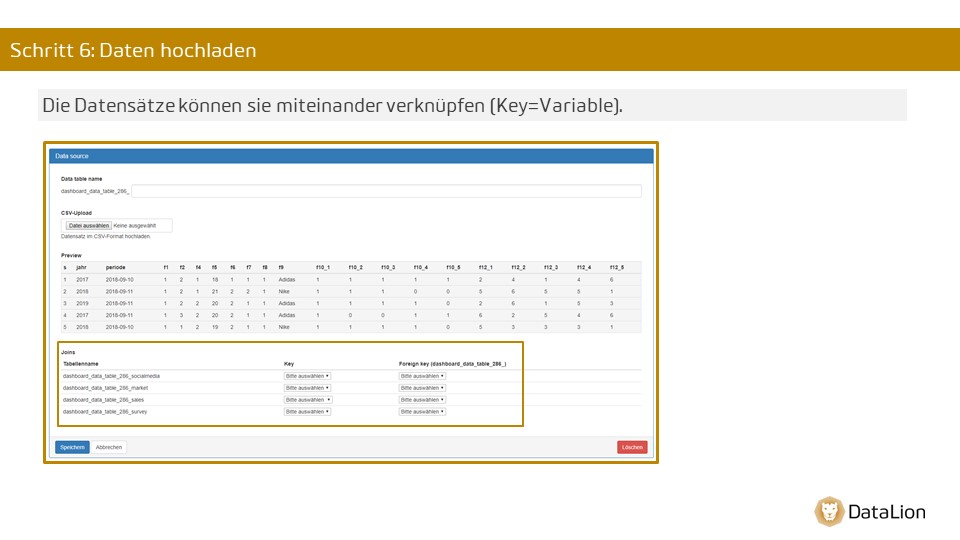 Schritt 6: Daten hochladen
Die Datensätze können sie miteinander verknüpfen (Key=Variable).
Data source
Data table name
dashboard_data_table_286_
CSV-Upload
Datei auswählen Keine ausgewählt
Datensatz im CSV-Format hochladen.
Preview
s jahr periode f1 f2 f4 f5 f6 f7 f8 f9 f10_1 f10_2 f10_3 f10_4 f10_5 f12_1 f12_2 f12_3 f12_4 f12_5
1 2017 2018-09-10 1 2 1 18 1 1 1 Adidas 1 1 1 1 1 2 4 1 4 6
2 2018 2018-09-11 1 2 1 21 2 2 1 Nike 1 1 1 0 0 5 6 5 5 1
3 2019 2018-09-11 1 2 2 20 2 1 1 Adidas 1 1 1 1 0 2 6 1 5 3
4 2017 2018-09-11 1 3 2 20 2 1 1 Adidas 1 0 0 1 1 6 2 5 4 6
5 2018 2018-09-10 1 1 2 19 2 1 1 Nike 1 1 1 1 0 5 3 3 3 1
Joins
Tabellenname Key Foreign key (dashboard_data_table_286_)
dashboard_data_table_286_socialmedia Bitte auswählen Bitte auswählen
dashboard_data_table_286_market Bitte auswählen Bitte auswählen
dashboard_data_table_286_sales Bitte auswählen Bitte auswählen
dashboard_data_table_286_survey Bitte auswählen Bitte auswählen
Speichern Abbrechen Löschen
DataLion